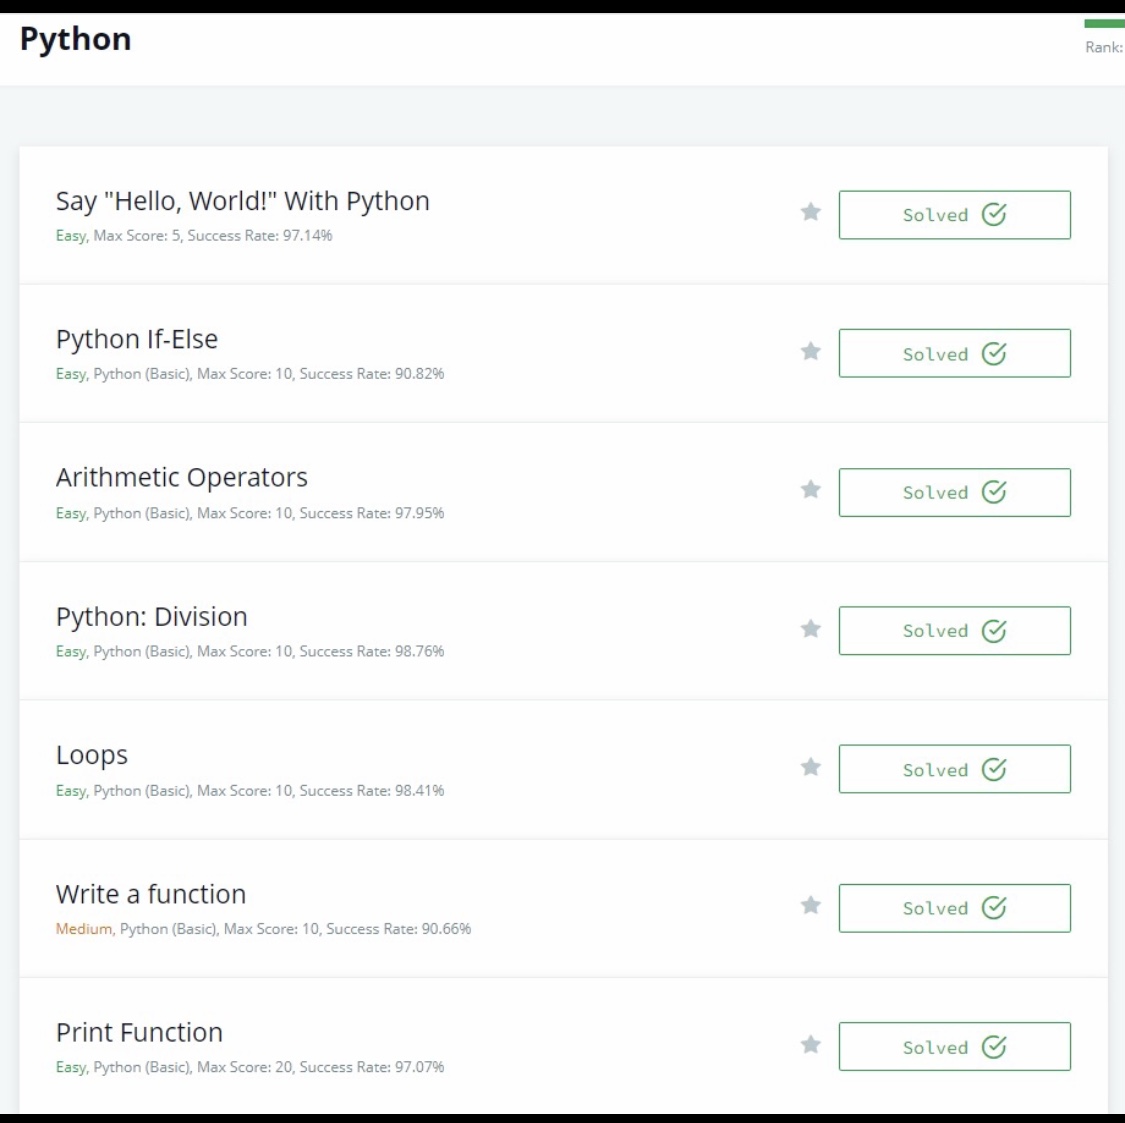 Python
Rank:
Say "Hello, World!" With Python
Easy, Max Score: 5, Success Rate: 97.14%
Solved
Python If-Else
Easy, Python (Basic), Max Score: 10, Success Rate: 90.82%
Solved
Arithmetic Operators
Easy, Python (Basic), Max Score: 10, Success Rate: 97.95%
Solved
Python: Division
Easy, Python (Basic), Max Score: 10, Success Rate: 98.76%
Solved
Loops
Easy, Python (Basic), Max Score: 10, Success Rate: 98.41%
Solved
Write a function
Medium, Python (Basic), Max Score: 10, Success Rate: 90.66%
Solved
Print Function
Easy, Python (Basic), Max Score: 20, Success Rate: 97.07%
Solved